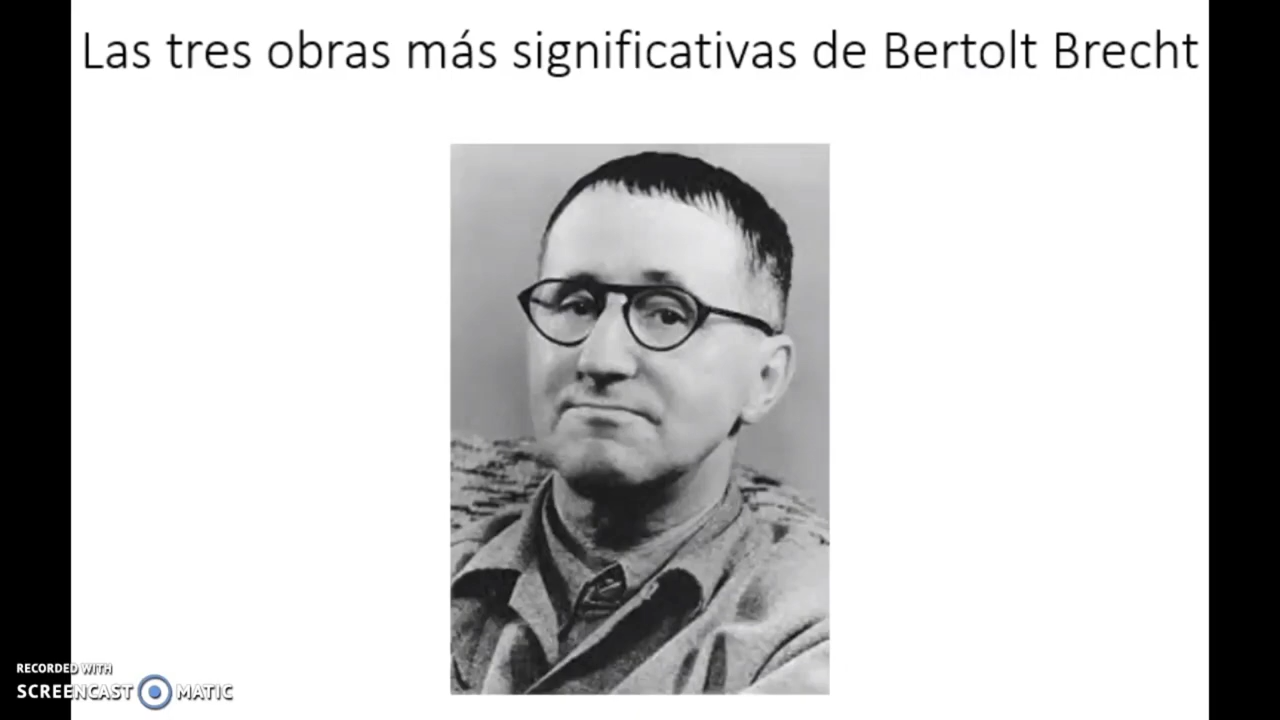 Las tres obras más significativas de Bertolt Brecht
RECORDED WITH
SCREENCAST MATIC